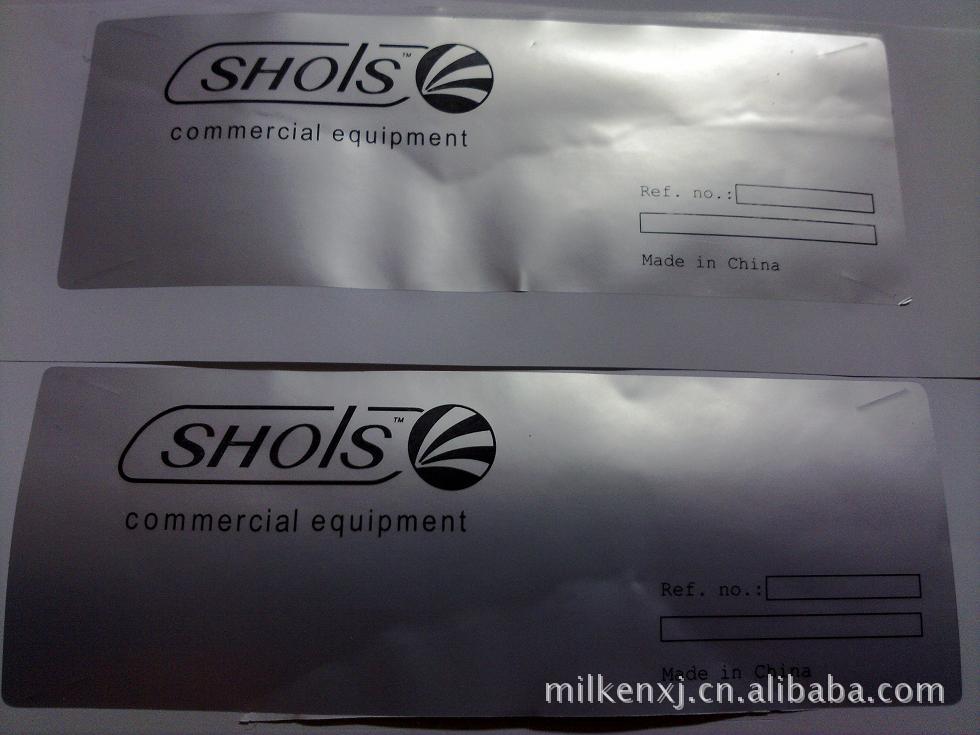 SHOlS™
commercial equipment
Ref. no.:
Made in China
SHOlS™
commercial equipment
Ref. no.:
Made in China
milkenxj.cn.alibaba.com